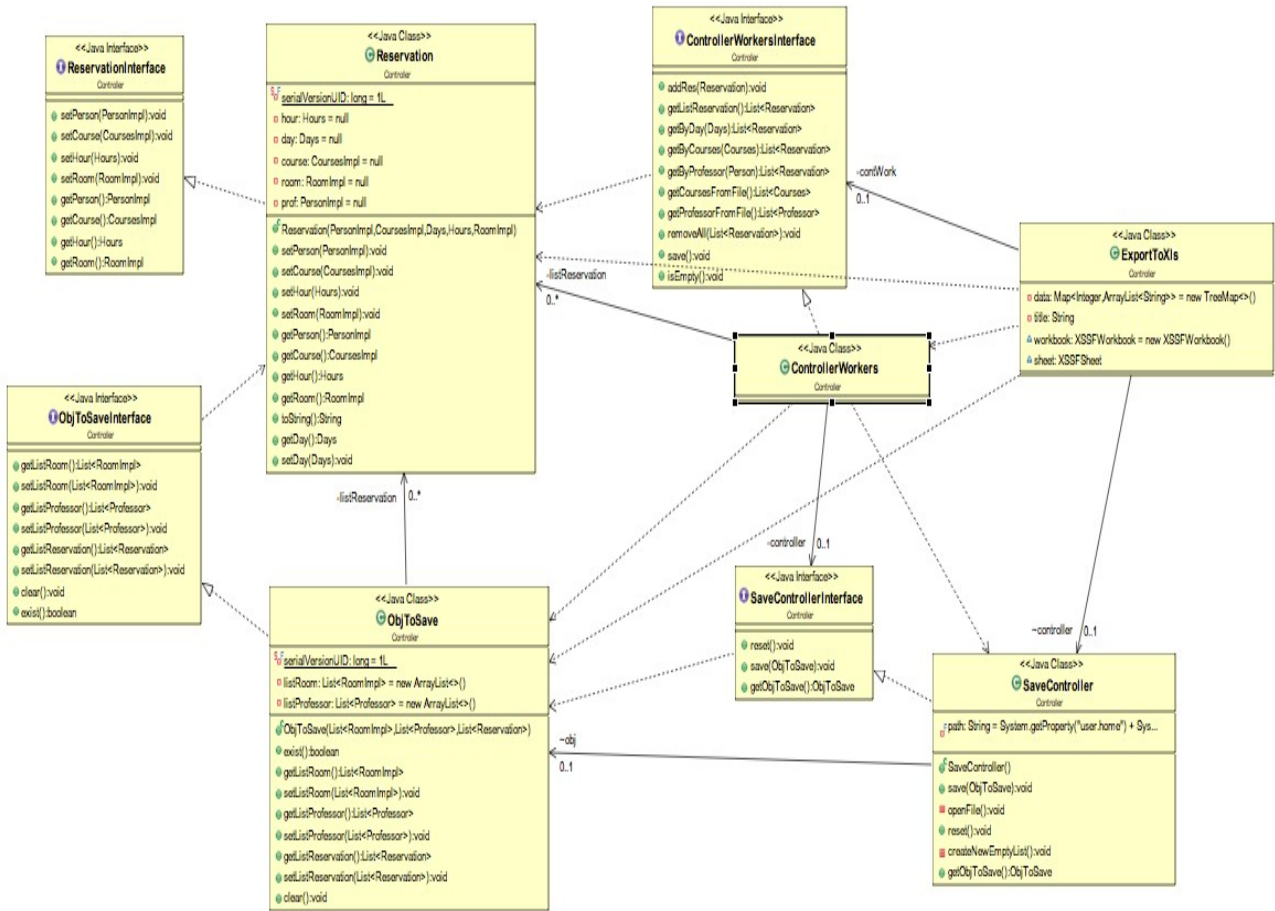 <<Java Interface>>
ReservationInterface
Controller
setPerson(PersonImpl):void
setCourse(CoursesImpl):void
setHour(Hours):void
setRoom(RoomImpl):void
getPerson():PersonImpl
getCourse():CoursesImpl
getHour():Hours
getRoom():RoomImpl
<<Java Class>>
Reservation
Controller
serialVersionUID: long = 1L
hour: Hours = null
day: Days = null
course: CoursesImpl = null
room: RoomImpl = null
prof: PersonImpl = null
Reservation(PersonImpl,CoursesImpl,Days,Hours,RoomImpl)
setPerson(PersonImpl):void
setCourse(CoursesImpl):void
setHour(Hours):void
setRoom(RoomImpl):void
getPerson():PersonImpl
getCourse():CoursesImpl
getHour():Hours
getRoom():RoomImpl
toString():String
getDay():Days
setDay(Days):void
<<Java Interface>>
ControllerWorkersInterface
Controller
addRes(Reservation):void
getListReservation():List<Reservation>
getByDay(Days):List<Reservation>
getByCourses(Courses):List<Reservation>
getByProfessor(Person):List<Reservation>
getCoursesFromFile():List<Courses>
getProfessorFromFile():List<Professor>
removeAll(List<Reservation>):void
save():void
isEmpty():void
-contWork
0..1
<<Java Class>>
ExportToXls
Controller
data: Map<Integer,ArrayList<String>> = new TreeMap<>()
title: String
workbook: XSSFWorkbook = new XSSFWorkbook()
sheet: XSSFSheet
-listReservation
0..*
<<Java Class>>
ControllerWorkers
Controller
<<Java Interface>>
ObjToSaveInterface
Controller
getListRoom():List<RoomImpl>
setListRoom(List<RoomImpl>):void
getListProfessor():List<Professor>
setListProfessor(List<Professor>):void
getListReservation():List<Reservation>
setListReservation(List<Reservation>):void
clear():void
exist():boolean
-listReservation
0..*
-controller
0..1
<<Java Class>>
ObjToSave
Controller
serialVersionUID: long = 1L
listRoom: List<RoomImpl> = new ArrayList<>()
listProfessor: List<Professor> = new ArrayList<>()
ObjToSave(List<RoomImpl>,List<Professor>,List<Reservation>)
exist():boolean
getListRoom():List<RoomImpl>
setListRoom(List<RoomImpl>):void
getListProfessor():List<Professor>
setListProfessor(List<Professor>):void
getListReservation():List<Reservation>
setListReservation(List<Reservation>):void
clear():void
<<Java Interface>>
SaveControllerInterface
Controller
reset():void
save(ObjToSave):void
getObjToSave():ObjToSave
~controller
0..1
~obj
0..1
<<Java Class>>
SaveController
Controller
path: String = System.getProperty("user.home") + Sys...
SaveController()
save(ObjToSave):void
openFile():void
reset():void
createNewEmptyList():void
getObjToSave():ObjToSave